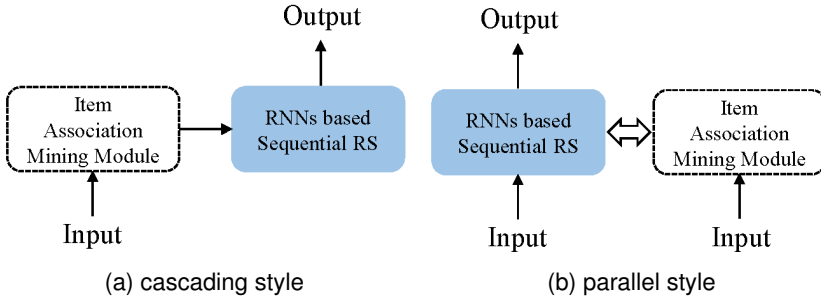 Output
Item
Association
Mining Module
RNNs based
Sequential RS
Input
(a) cascading style
Output
RNNs based
Sequential RS
Item
Association
Mining Module
Input
Input
(b) parallel style